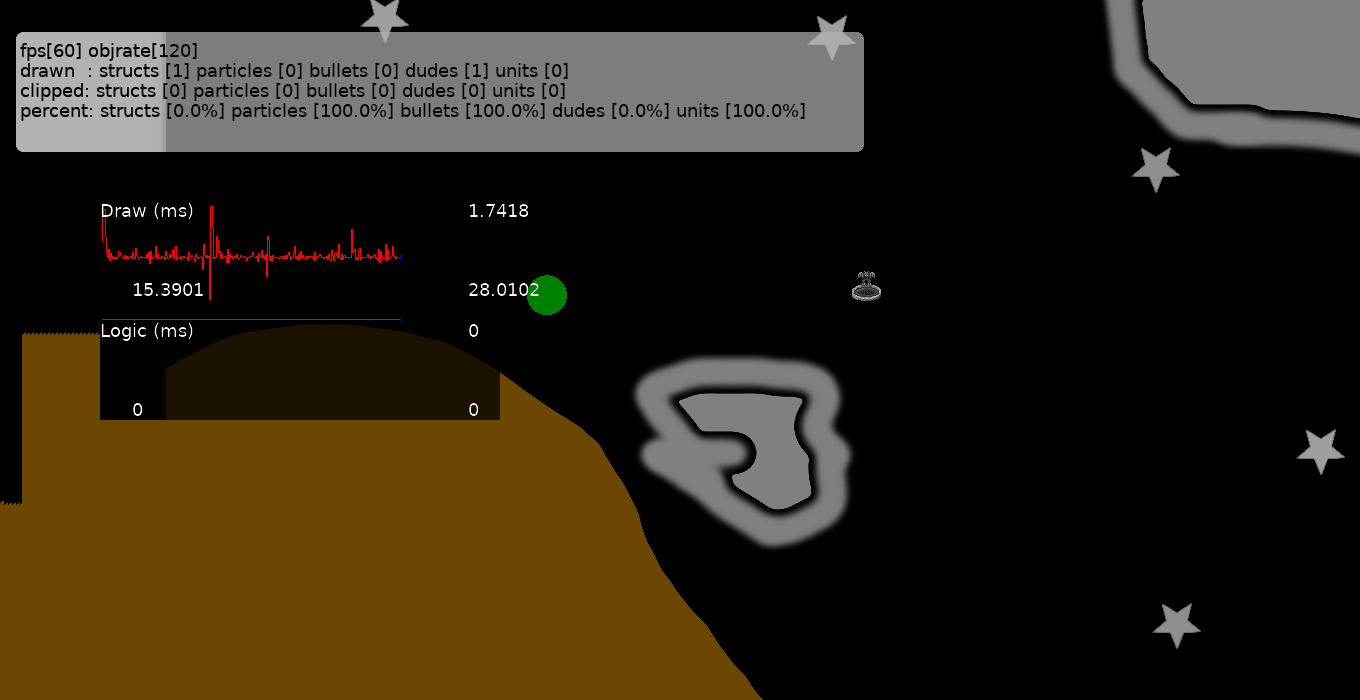 fps[60] objrate[120]
drawn  : structs [1] particles [0] bullets [0] dudes [1] units [0]
clipped: structs [0] particles [0] bullets [0] dudes [0] units [0]
percent: structs [0.0%] particles [100.0%] bullets [100.0%] dudes [0.0%] units [100.0%]
Draw (ms) 1.7418
15.3901 28.0102
Logic (ms) 0
0 0